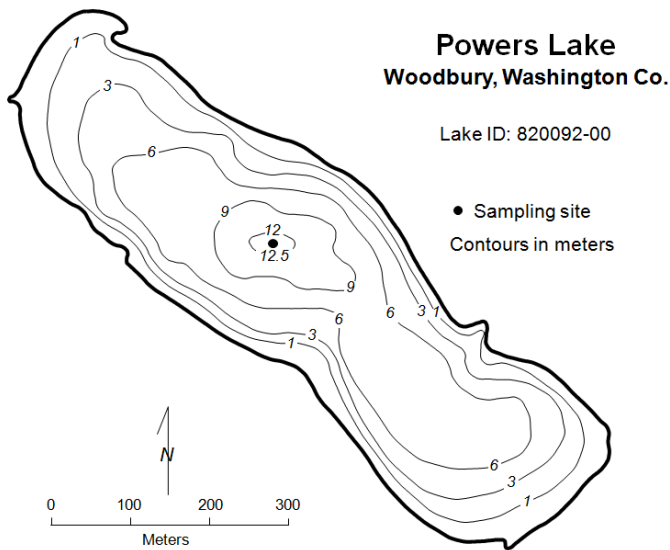 Powers Lake
Woodbury, Washington Co.
Lake ID: 820092-00
Sampling site
Contours in meters
1
3
6
9
12
12.5
9
6
6
3
1
3
1
6
3
1
N
0 100 200 300
Meters